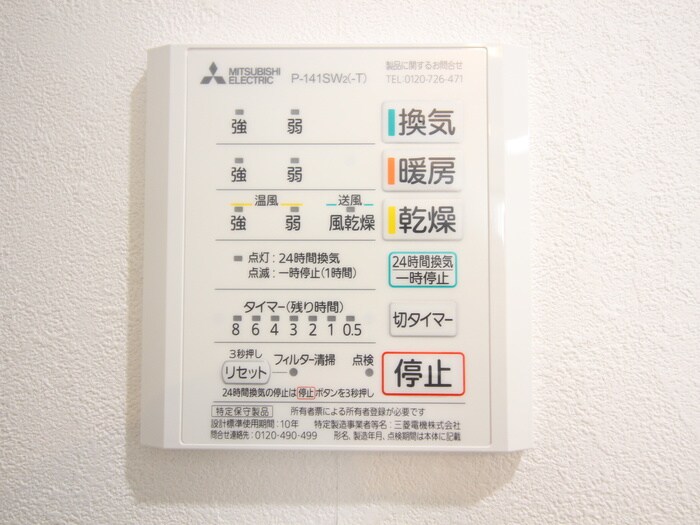 MITSUBISHI
ELECTRIC P-141SW2(-T)
製品に関するお問合せ
TEL 0120-726-471
強 弱 換気
強 弱 暖房
温風 送風
強 弱 風乾燥 乾燥
点灯:24時間換気
点滅:一時停止(1時間)
24時間換気
一時停止
タイマー(残り時間)
8 6 4 3 2 1 0.5
切タイマー
3秒押し
リセット フィルター清掃 点検
停止
24時間換気の停止は停止ボタンを3秒押し
特定保守製品 所有者票による所有者登録が必要です
設計標準使用期間:10年 特定製造事業者等名:三菱電機株式会社
問合せ連絡先:0120-490-499 形名、製造年月、点検期間は本体に記載